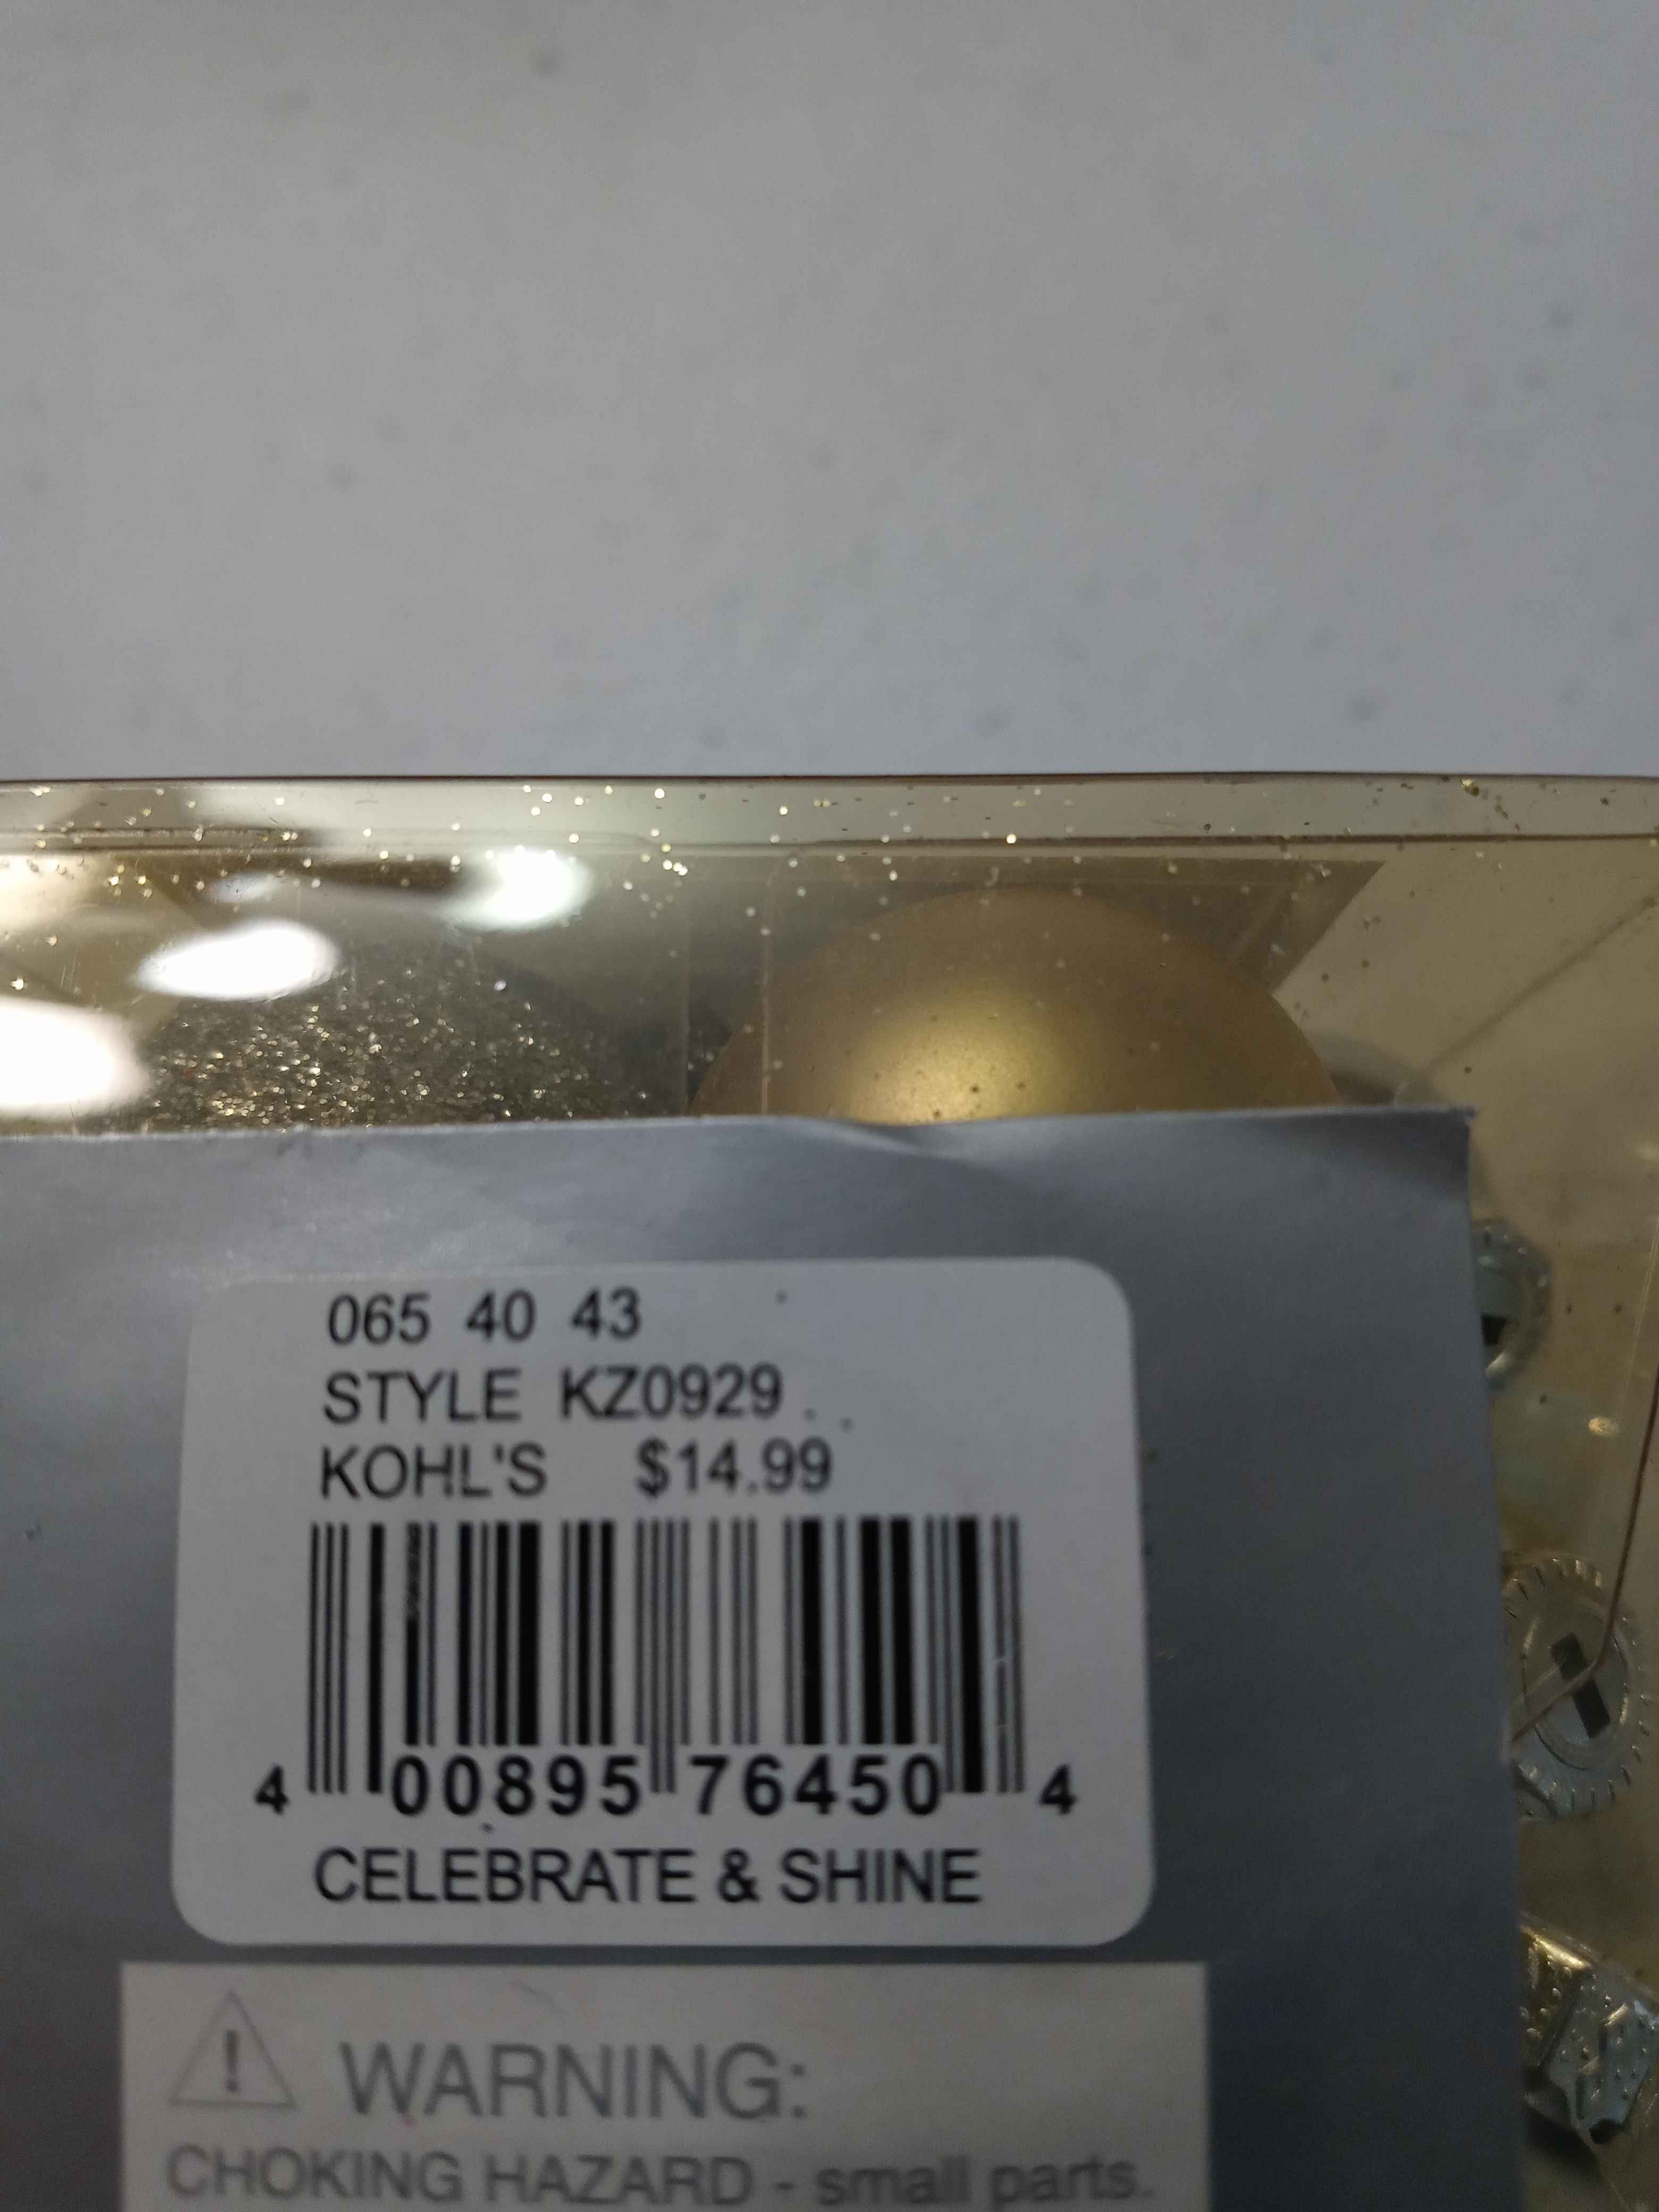 065 40 43
STYLE KZ0929
KOHL'S $14.99
4 00895 76450 4
CELEBRATE & SHINE
WARNING:
CHOKING HAZARD - small parts.